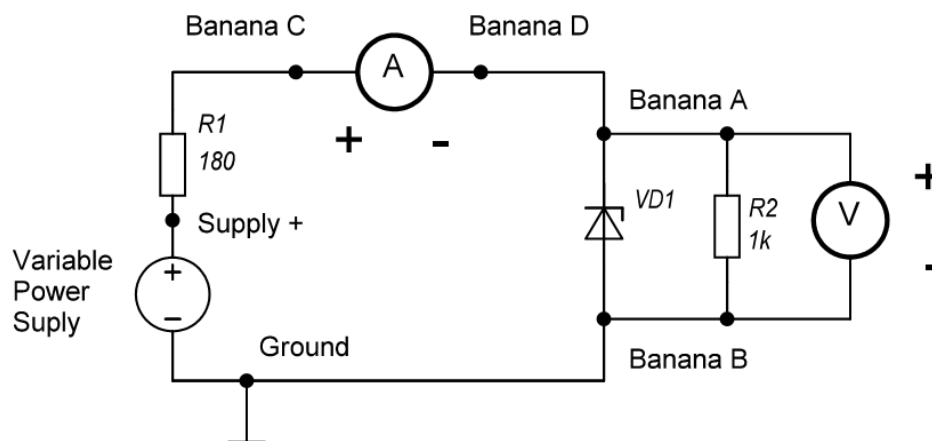 Banana C
Banana D
A
+
-
R1
180
Banana A
VD1
R2
1k
V
+
-
Supply +
Variable
Power
Suply
+
−
Ground
Banana B